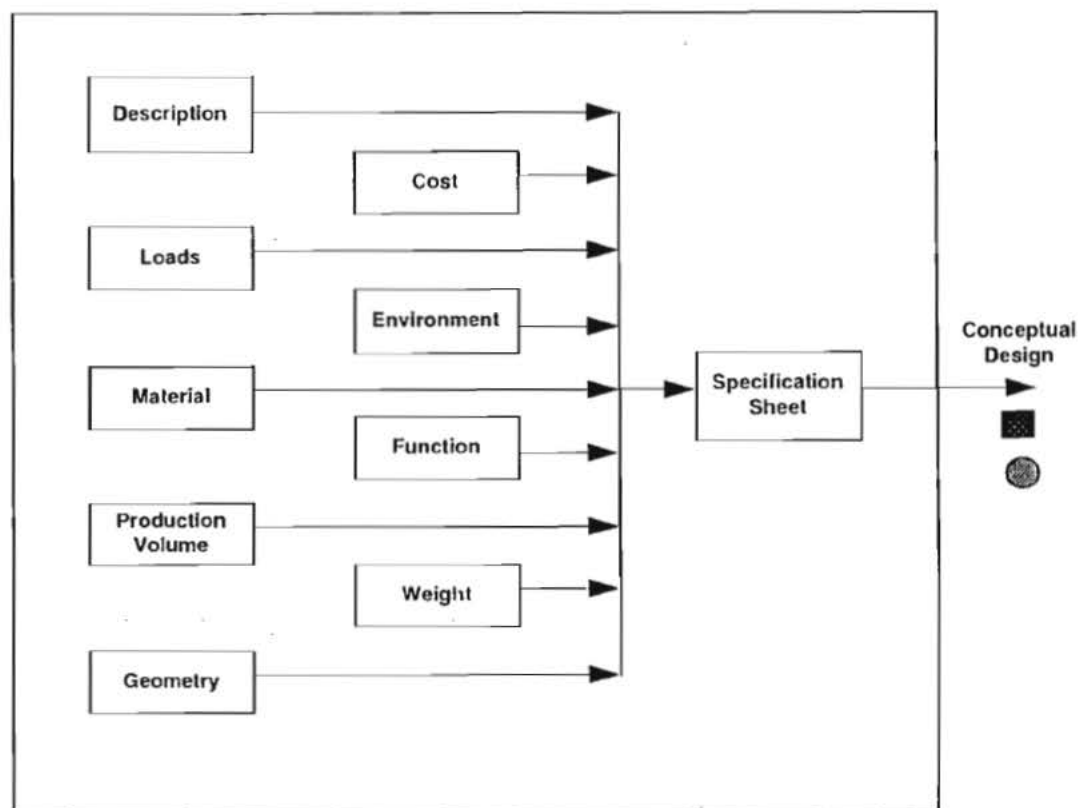 Description
Cost
Loads
Environment
Material
Function
Production
Volume
Weight
Geometry
Specification
Sheet
Conceptual
Design